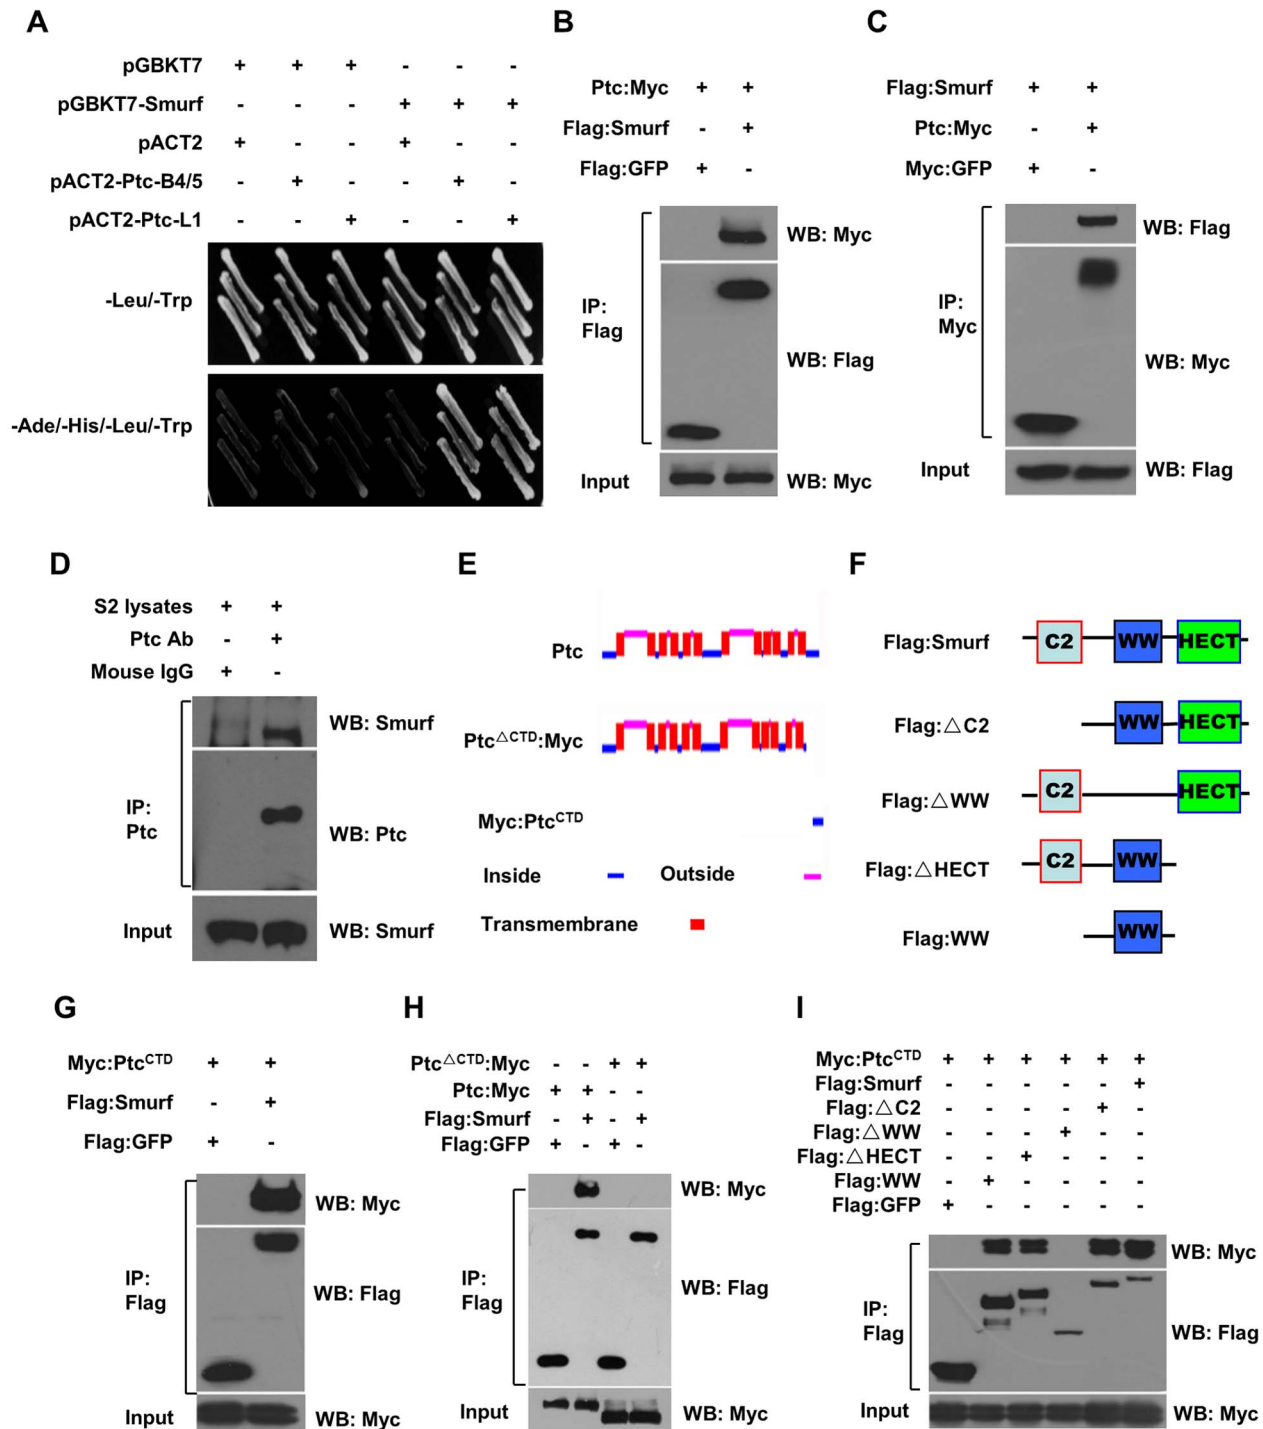 A
pGBKT7 + + + - - -
pGBKT7-Smurf - - - + + +
pACT2 + - - + - -
pACT2-Ptc-B4/5 - + - - + -
pACT2-Ptc-L1 - - + - - +
-Leu/-Trp
-Ade/-His/-Leu/-Trp
B
Ptc:Myc + +
Flag:Smurf - +
Flag:GFP + -
IP:
Flag
WB: Myc
WB: Flag
Input
WB: Myc
C
Flag:Smurf + +
Ptc:Myc - +
Myc:GFP + -
IP:
Myc
WB: Flag
WB: Myc
Input
WB: Flag
D
S2 lysates + +
Ptc Ab - +
Mouse IgG + -
IP:
Ptc
WB: Smurf
WB: Ptc
Input
WB: Smurf
E
Ptc
Ptc△CTD:Myc
Myc:PtcCTD
Inside
Outside
Transmembrane
F
Flag:Smurf C2 WW HECT
Flag:△C2 WW HECT
Flag:△WW C2 HECT
Flag:△HECT C2 WW
Flag:WW WW
G
Myc:PtcCTD + +
Flag:Smurf - +
Flag:GFP + -
IP:
Flag
WB: Myc
WB: Flag
Input
WB: Myc
H
Ptc△CTD:Myc - - + +
Ptc:Myc + + - -
Flag:Smurf - + - +
Flag:GFP + - + -
IP:
Flag
WB: Myc
WB: Flag
Input
WB: Myc
I
Myc:PtcCTD + + + + + +
Flag:Smurf - - - - - +
Flag:△C2 - - - - + -
Flag:△WW - - - + - -
Flag:△HECT - - + - - -
Flag:WW - + - - - -
Flag:GFP + - - - - -
IP:
Flag
WB: Myc
WB: Flag
Input
WB: Myc